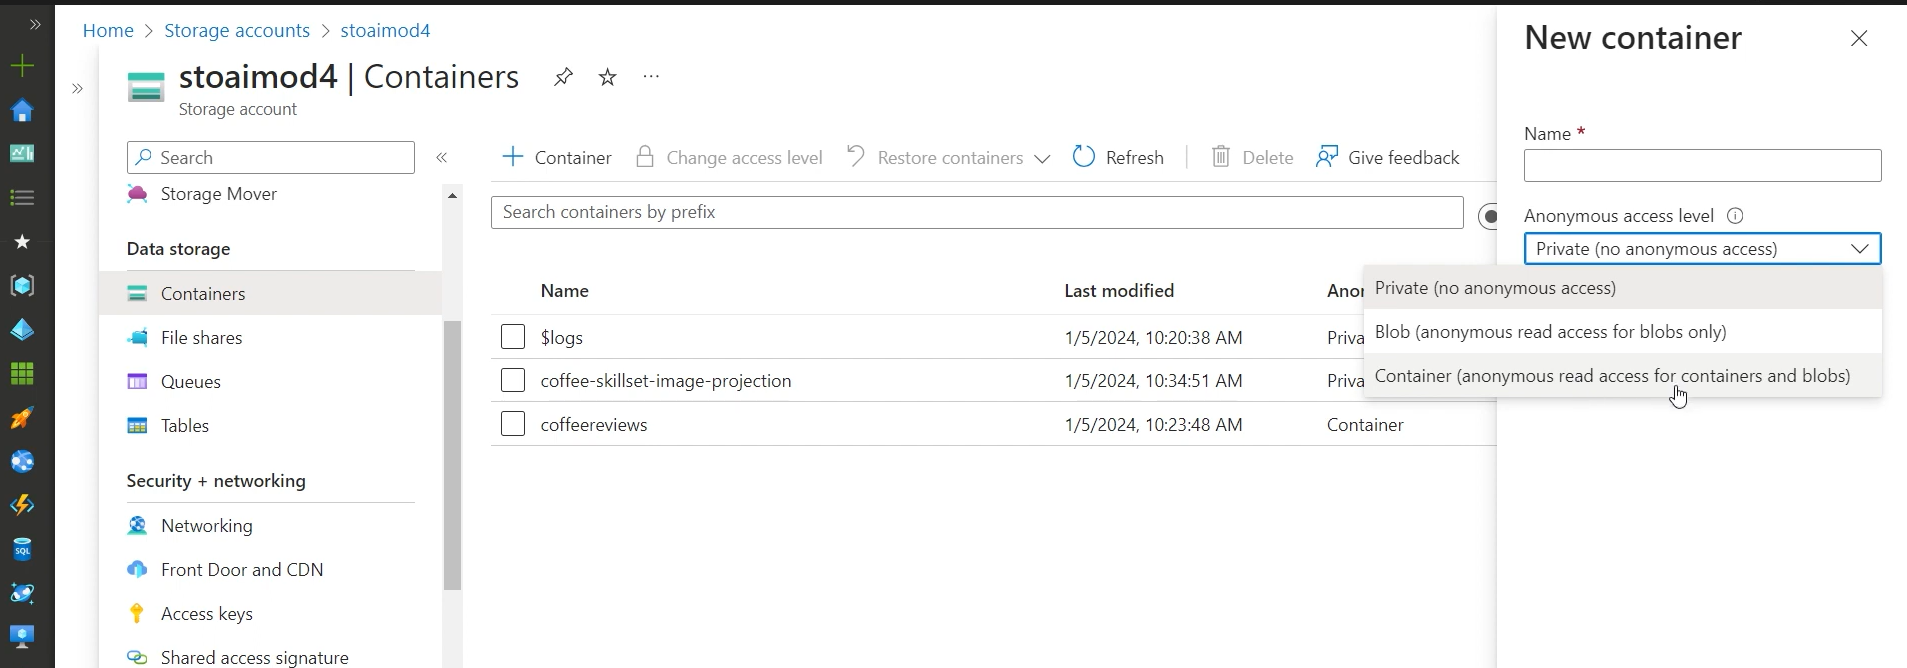 Home > Storage accounts > stoaimod4
stoaimod4 | Containers
Storage account
Search
Storage Mover
Data storage
Containers
File shares
Queues
Tables
Security + networking
Networking
Front Door and CDN
Access keys
Shared access signature
Container Change access level Restore containers Refresh Delete Give feedback
Search containers by prefix
Name Last modified Anon
$logs 1/5/2024, 10:20:38 AM Priva
coffee-skillset-image-projection 1/5/2024, 10:34:51 AM Priva
coffeereviews 1/5/2024, 10:23:48 AM Container
New container
Name *
Anonymous access level
Private (no anonymous access)
Private (no anonymous access)
Blob (anonymous read access for blobs only)
Container (anonymous read access for containers and blobs)
SQL